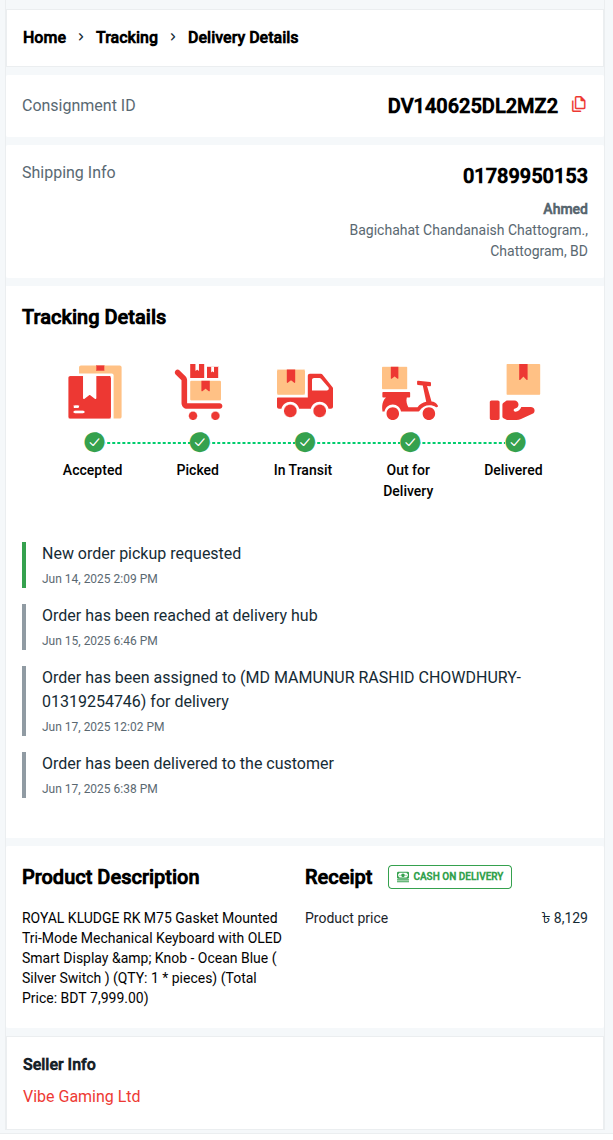 Home > Tracking > Delivery Details
Consignment ID DV140625DL2MZ2
Shipping Info 01789950153
Ahmed
Bagichahat Chandanaish Chattogram.,
Chattogram, BD
Tracking Details
Accepted Picked In Transit Out for Delivered
Delivery
New order pickup requested
Jun 14, 2025 2:09 PM
Order has been reached at delivery hub
Jun 15, 2025 6:46 PM
Order has been assigned to (MD MAMUNUR RASHID CHOWDHURY-
01319254746) for delivery
Jun 17, 2025 12:02 PM
Order has been delivered to the customer
Jun 17, 2025 6:38 PM
Product Description
ROYAL KLUDGE RK M75 Gasket Mounted
Tri-Mode Mechanical Keyboard with OLED
Smart Display &amp; Knob - Ocean Blue (
Silver Switch ) (QTY: 1 * pieces) (Total
Price: BDT 7,999.00)
Receipt CASH ON DELIVERY
Product price ৳ 8,129
Seller Info
Vibe Gaming Ltd